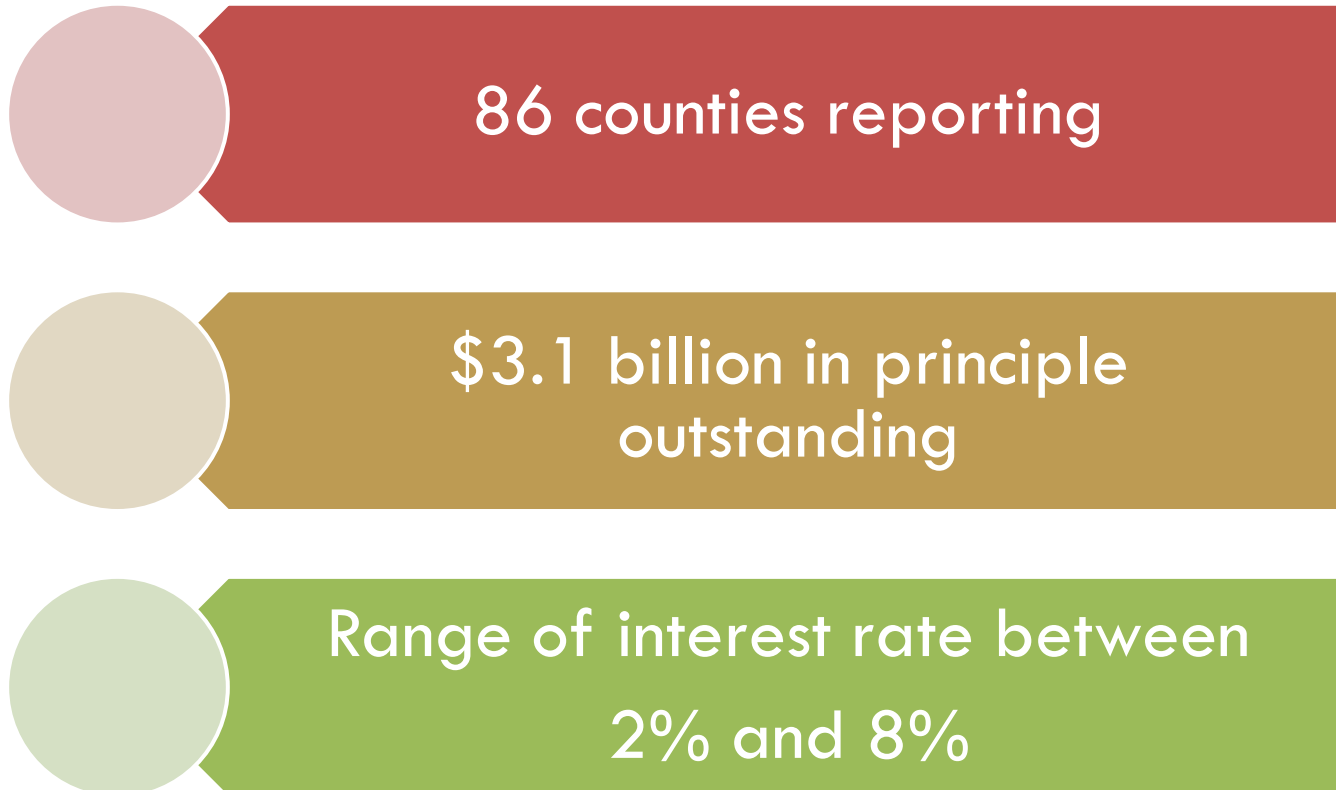 86 counties reporting
$3.1 billion in principle
outstanding
Range of interest rate between
2% and 8%